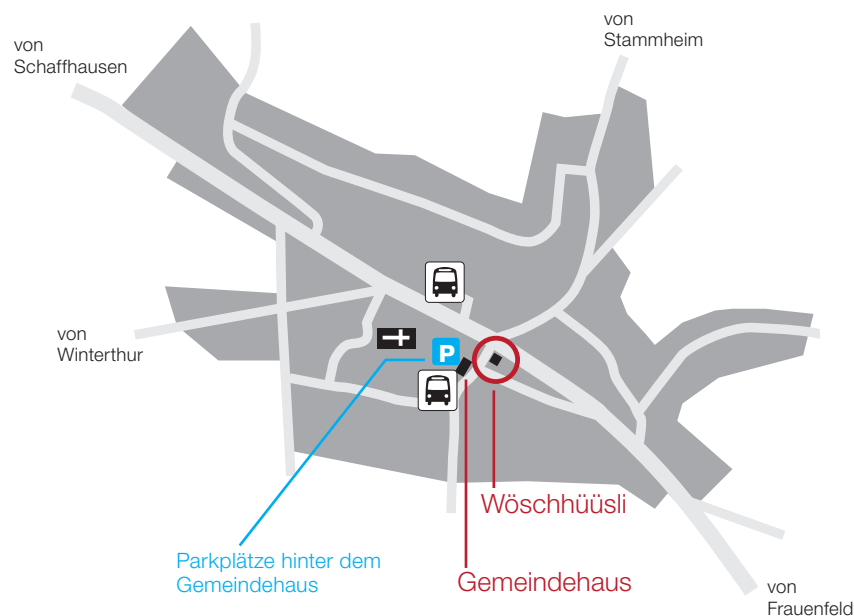 von
Schaffhausen
von
Stammheim
von
Winterthur
P
Wöschhüüsli
Parkplätze hinter dem
Gemeindehaus
Gemeindehaus
von
Frauenfeld